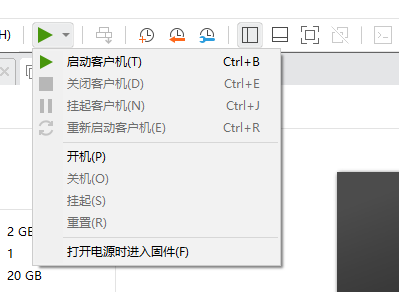 H)
启动客户机(T) Ctrl+B
关闭客户机(D) Ctrl+E
挂起客户机(N) Ctrl+J
重新启动客户机(E) Ctrl+R
开机(P)
关机(O)
挂起(S)
重置(R)
打开电源时进入固件(F)
2 GB
1
20 GB